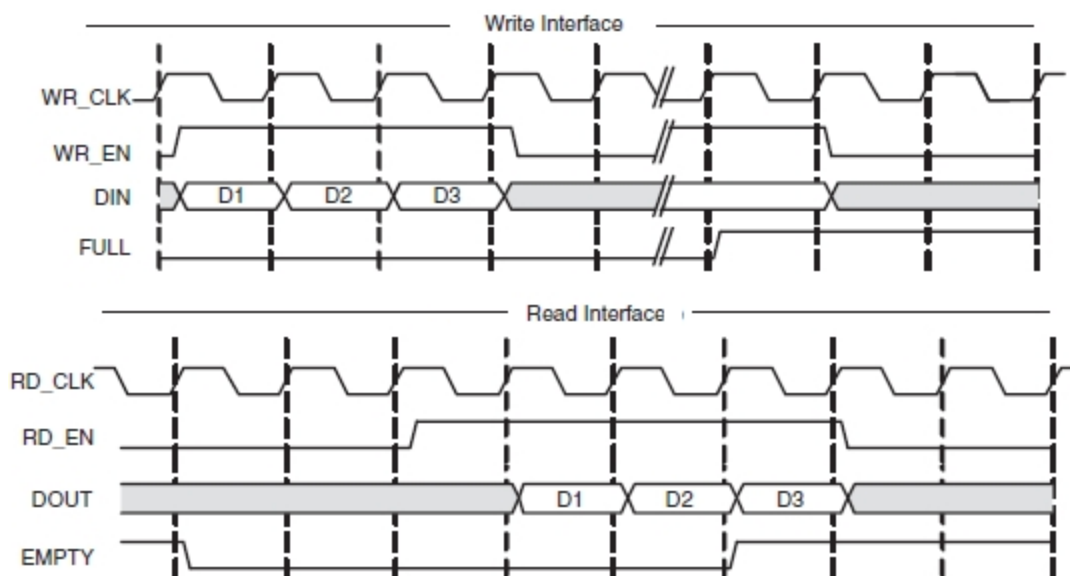 Write Interface
WR_CLK
WR_EN
DIN D1 D2 D3
FULL
Read Interface
RD_CLK
RD_EN
DOUT D1 D2 D3
EMPTY